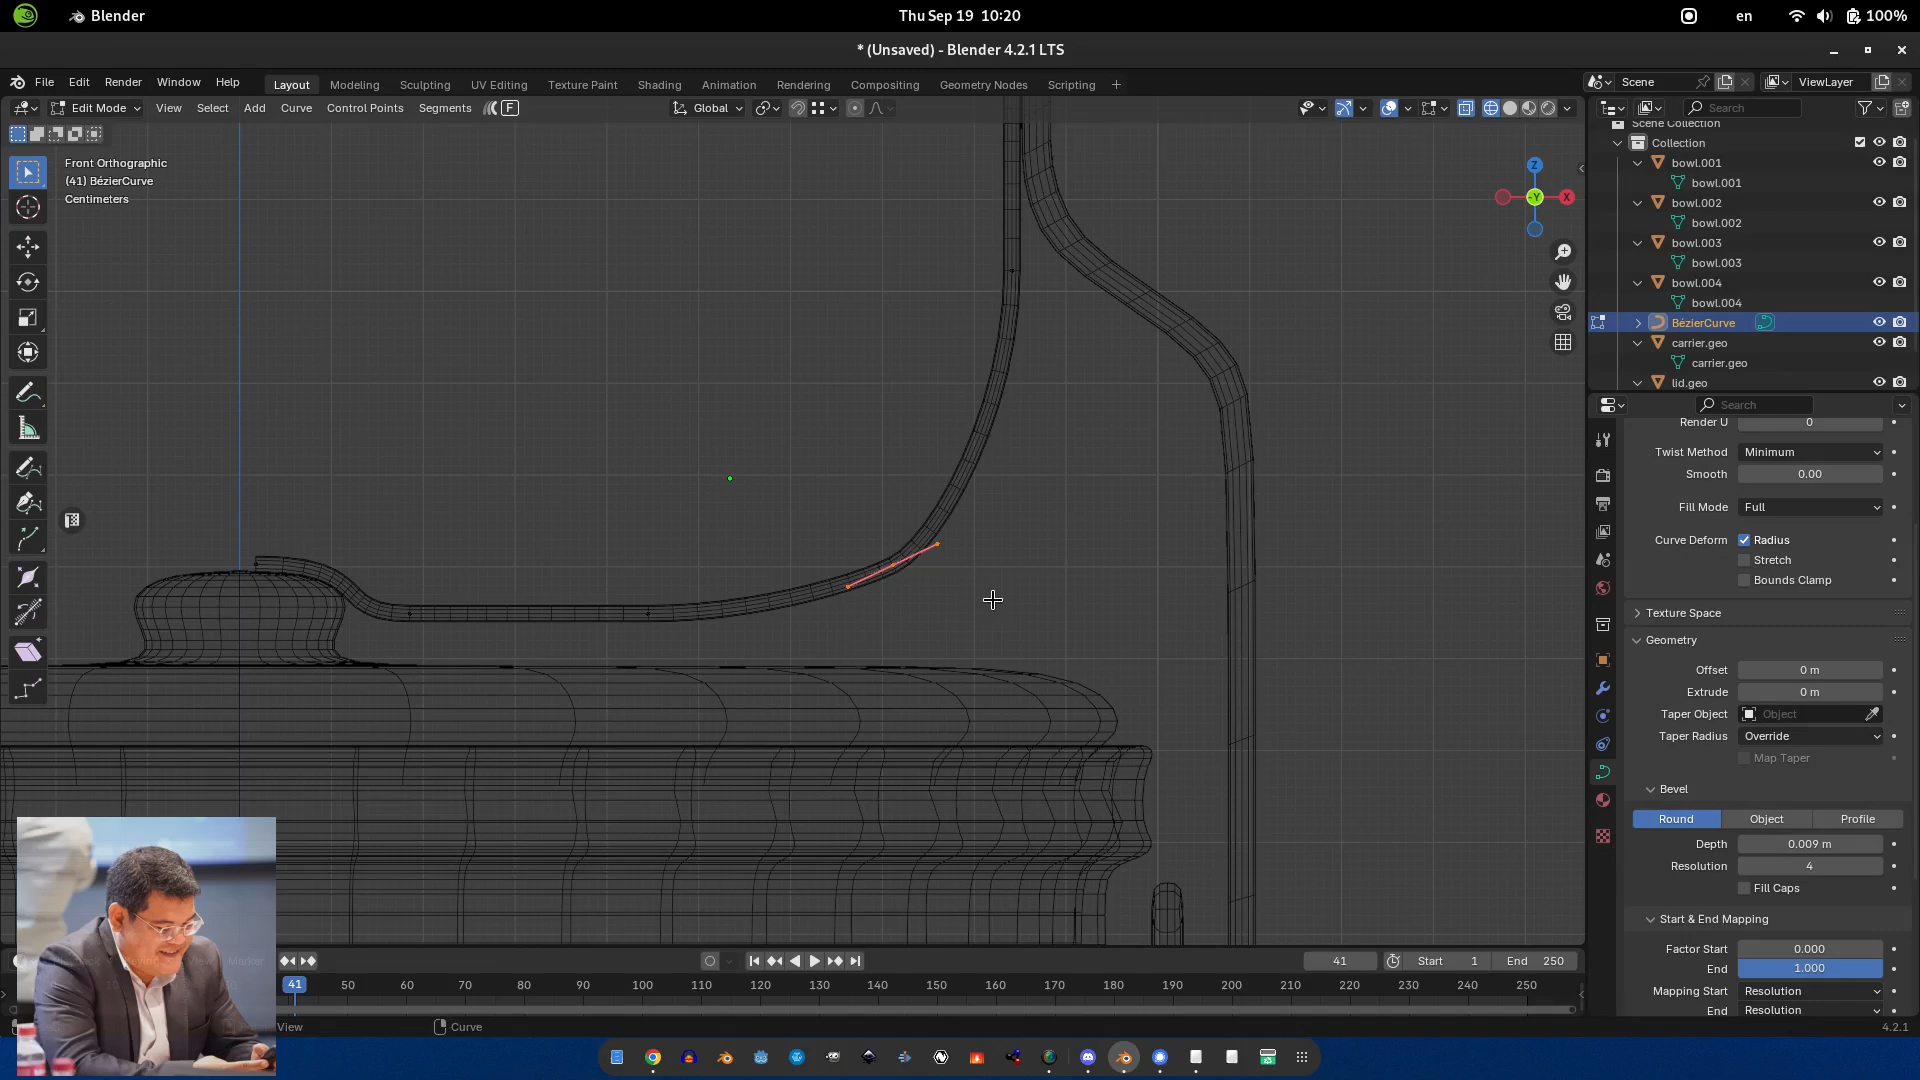 Blender
Thu Sep 19 10:20
en
100%
* (Unsaved) - Blender 4.2.1 LTS
File Edit Render Window Help
Layout Modeling Sculpting UV Editing Texture Paint Shading Animation Rendering Compositing Geometry Nodes Scripting +
Scene
ViewLayer
Edit Mode View Select Add Curve Control Points Segments F
Global
Search
Front Orthographic
(41) BézierCurve
Centimeters
Z
X
-Y
Scene Collection
Collection
bowl.001
bowl.001
bowl.002
bowl.002
bowl.003
bowl.003
bowl.004
bowl.004
BézierCurve
carrier.geo
carrier.geo
lid.geo
Search
Render U 0
Twist Method Minimum
Smooth 0.00
Fill Mode Full
Curve Deform Radius
Stretch
Bounds Clamp
Texture Space
Geometry
Offset 0 m
Extrude 0 m
Taper Object Object
Taper Radius Override
Map Taper
Bevel
Round Object Profile
Depth 0.009 m
Resolution 4
Fill Caps
Start & End Mapping
Factor Start 0.000
End 1.000
Mapping Start Resolution
End Resolution
Marker
41
Start 1
End 250
41 50 60 70 80 90 100 110 120 130 140 150 160 170 180 190 200 210 220 230 240 250
View
Curve
4.2.1